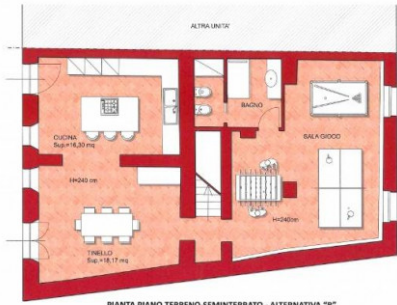 ALTRA UNITA'
BAGNO
SALA GIOCO
CUCINA
Sup.=16,30 mq
H=240 cm
H=240cm
TINELLO
Sup.=18,17 mq
PIANTA PIANO TERRENO SEMINTERRATO - ALTERNATIVA "B"